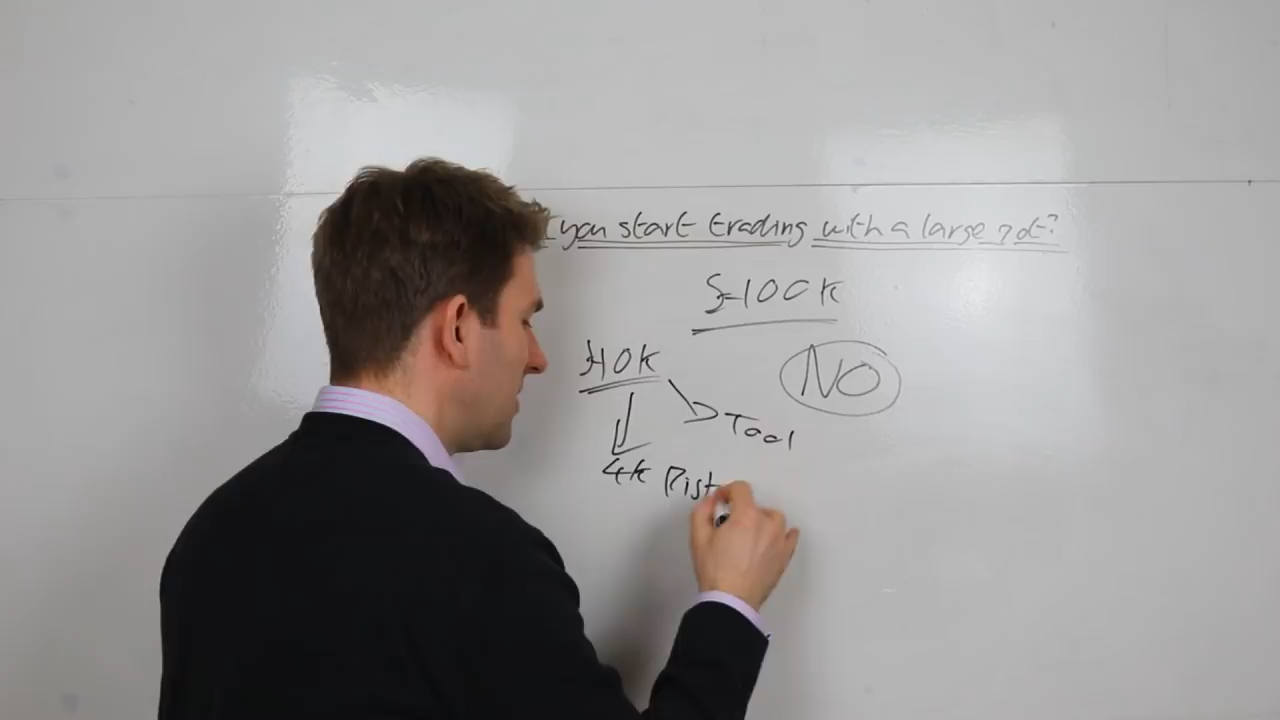 you start trading with a large pot?
£100K
£10K
NO
Tool
4K Risk